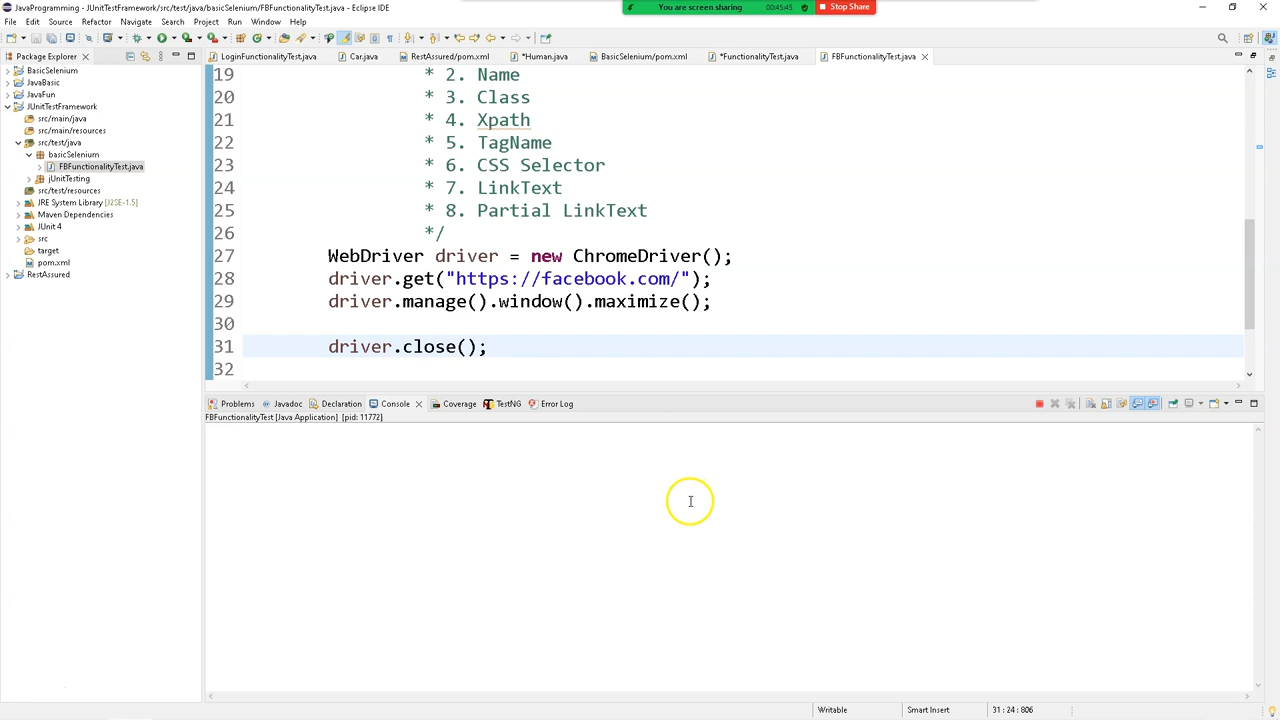 JavaProgramming - JUnitTestFramework/src/test/java/basicSelenium/FBFunctionalityTest.java - Eclipse IDE
You are screen sharing
00:45:45
Stop Share
File Edit Source Refactor Navigate Search Project Run Window Help
Package Explorer
LoginFunctionalityTest.java
Car.java
RestAssured/pom.xml
*Human.java
BasicSelenium/pom.xml
*FunctionalityTest.java
FBFunctionalityTest.java
BasicSelenium
JavaBasic
JavaFun
JUnitTestFramework
src/main/java
src/main/resources
src/test/java
basicSelenium
FBFunctionalityTest.java
jUnitTesting
src/test/resources
JRE System Library [J2SE-1.5]
Maven Dependencies
JUnit 4
src
target
pom.xml
RestAssured
19 * 2. Name
20 * 3. Class
21 * 4. Xpath
22 * 5. TagName
23 * 6. CSS Selector
24 * 7. LinkText
25 * 8. Partial LinkText
26 */
27 WebDriver driver = new ChromeDriver();
28 driver.get("https://facebook.com/");
29 driver.manage().window().maximize();
30
31 driver.close();
32
Problems Javadoc Declaration Console Coverage TestNG Error Log
FBFunctionalityTest [Java Application] [pid: 11772]
Writable Smart Insert 31 : 24 : 806